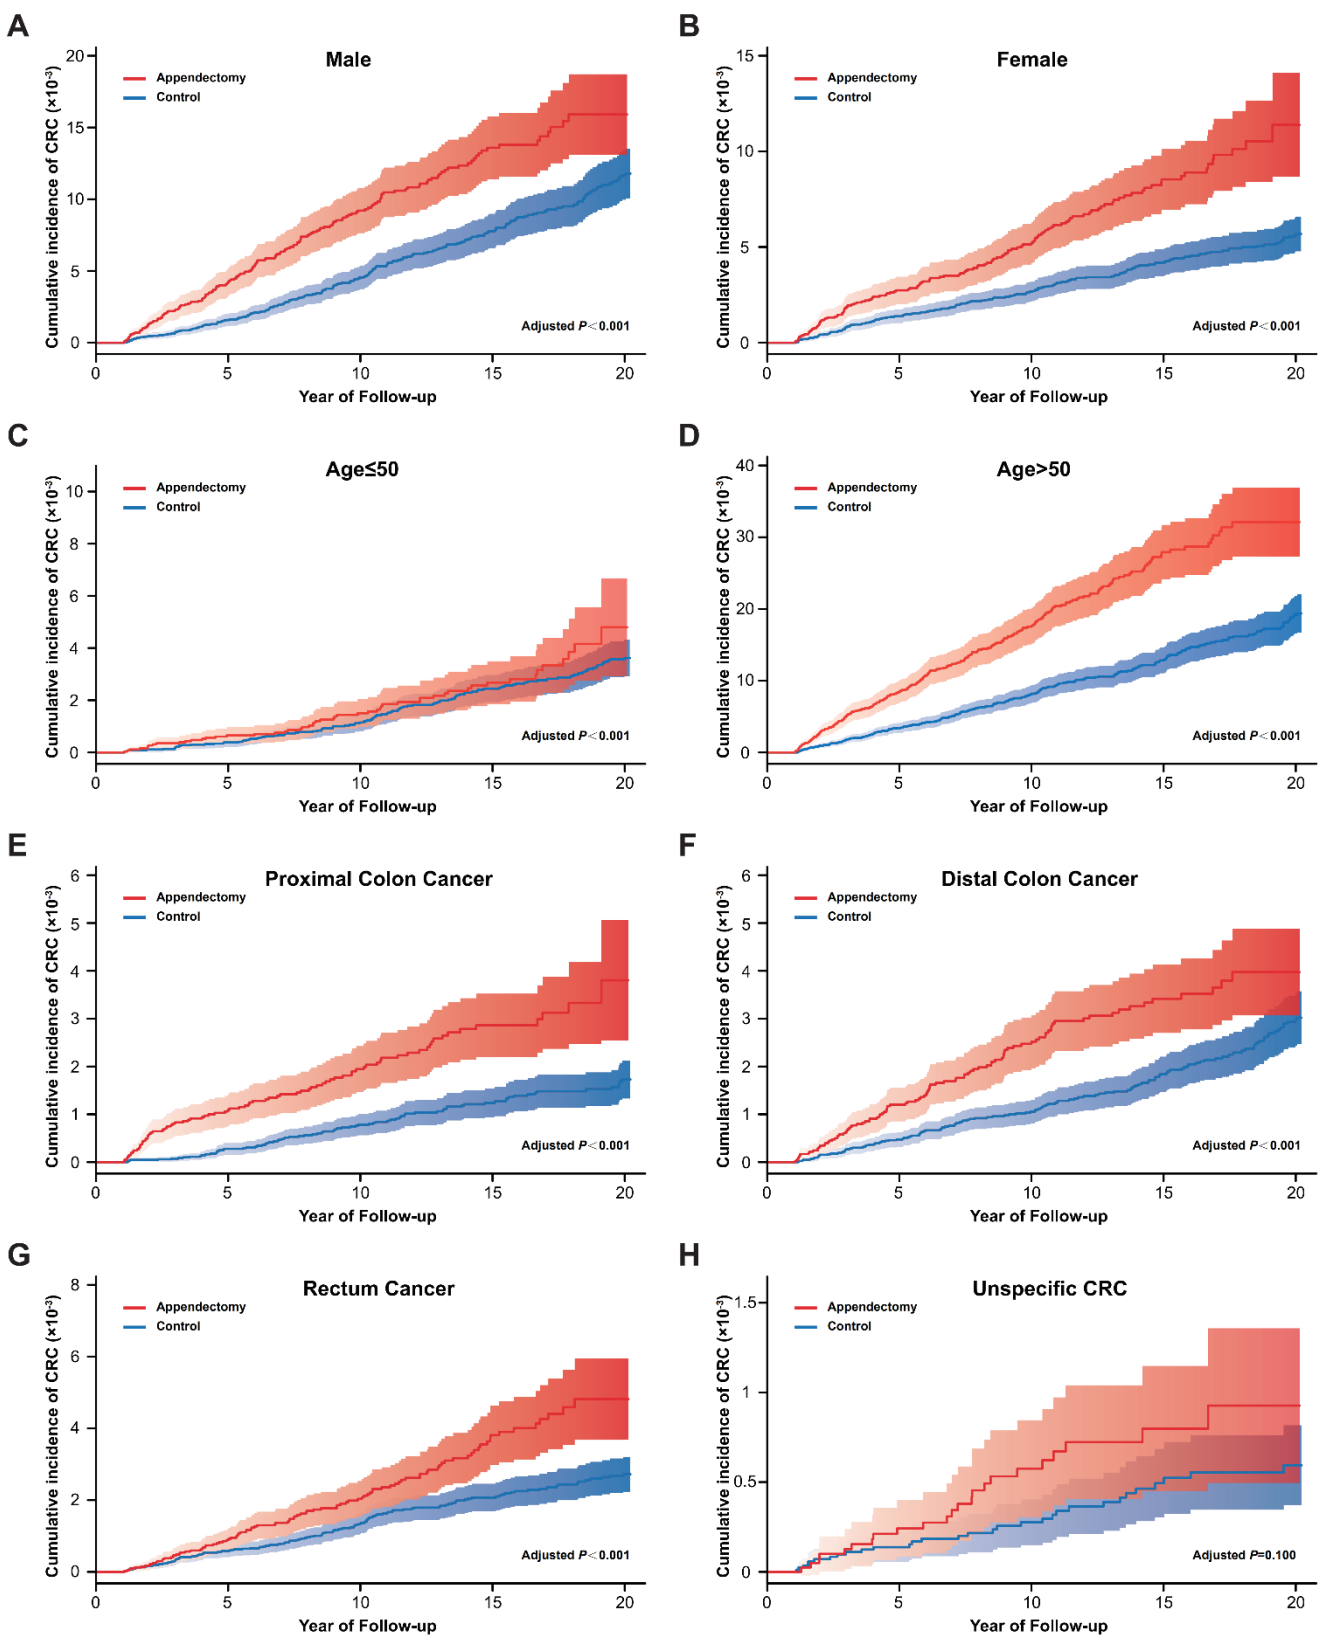 A
Male
Appendectomy
Control
Cumulative incidence of CRC (×10⁻³)
20
15
10
5
0
Adjusted P<0.001
0 5 10 15 20
Year of Follow-up
B
Female
Appendectomy
Control
Cumulative incidence of CRC (×10⁻³)
15
10
5
0
Adjusted P<0.001
0 5 10 15 20
Year of Follow-up
C
Age≤50
Appendectomy
Control
Cumulative incidence of CRC (×10⁻³)
10
8
6
4
2
0
Adjusted P<0.001
0 5 10 15 20
Year of Follow-up
D
Age>50
Appendectomy
Control
Cumulative incidence of CRC (×10⁻³)
40
30
20
10
0
Adjusted P<0.001
0 5 10 15 20
Year of Follow-up
E
Proximal Colon Cancer
Appendectomy
Control
Cumulative incidence of CRC (×10⁻³)
6
5
4
3
2
1
0
Adjusted P<0.001
0 5 10 15 20
Year of Follow-up
F
Distal Colon Cancer
Appendectomy
Control
Cumulative incidence of CRC (×10⁻³)
6
5
4
3
2
1
0
Adjusted P<0.001
0 5 10 15 20
Year of Follow-up
G
Rectum Cancer
Appendectomy
Control
Cumulative incidence of CRC (×10⁻³)
8
6
4
2
0
Adjusted P<0.001
0 5 10 15 20
Year of Follow-up
H
Unspecific CRC
Appendectomy
Control
Cumulative incidence of CRC (×10⁻³)
1.5
1
0.5
0
Adjusted P=0.100
0 5 10 15 20
Year of Follow-up